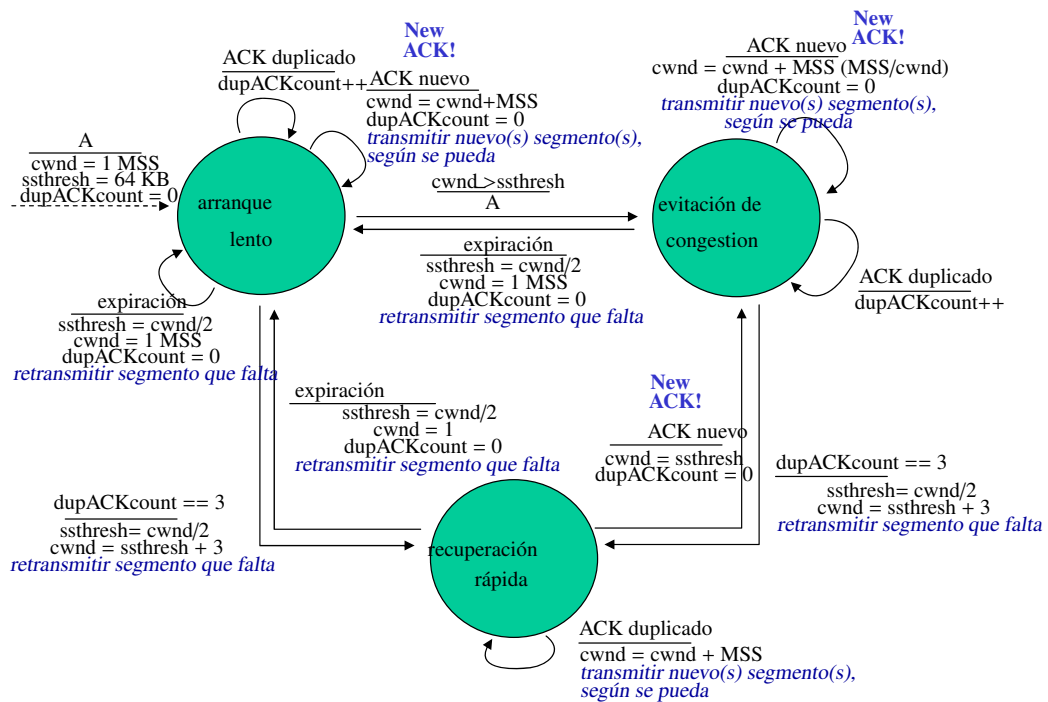 New
ACK!
ACK duplicado
dupACKcount++
ACK nuevo
cwnd = cwnd+MSS
dupACKcount = 0
transmitir nuevo(s) segmento(s),
según se pueda
New
ACK!
ACK nuevo
cwnd = cwnd + MSS (MSS/cwnd)
dupACKcount = 0
transmitir nuevo(s) segmento(s),
según se pueda
A
cwnd = 1 MSS
ssthresh = 64 KB
dupACKcount = 0
arranque
lento
cwnd >ssthresh
A
evitación de
congestion
expiración
ssthresh = cwnd/2
cwnd = 1 MSS
dupACKcount = 0
retransmitir segmento que falta
ACK duplicado
dupACKcount++
expiración
ssthresh = cwnd/2
cwnd = 1 MSS
dupACKcount = 0
retransmitir segmento que falta
expiración
ssthresh = cwnd/2
cwnd = 1
dupACKcount = 0
retransmitir segmento que falta
New
ACK!
ACK nuevo
cwnd = ssthresh
dupACKcount = 0
dupACKcount == 3
ssthresh= cwnd/2
cwnd = ssthresh + 3
retransmitir segmento que falta
dupACKcount == 3
ssthresh= cwnd/2
cwnd = ssthresh + 3
retransmitir segmento que falta
recuperación
rápida
ACK duplicado
cwnd = cwnd + MSS
transmitir nuevo(s) segmento(s),
según se pueda